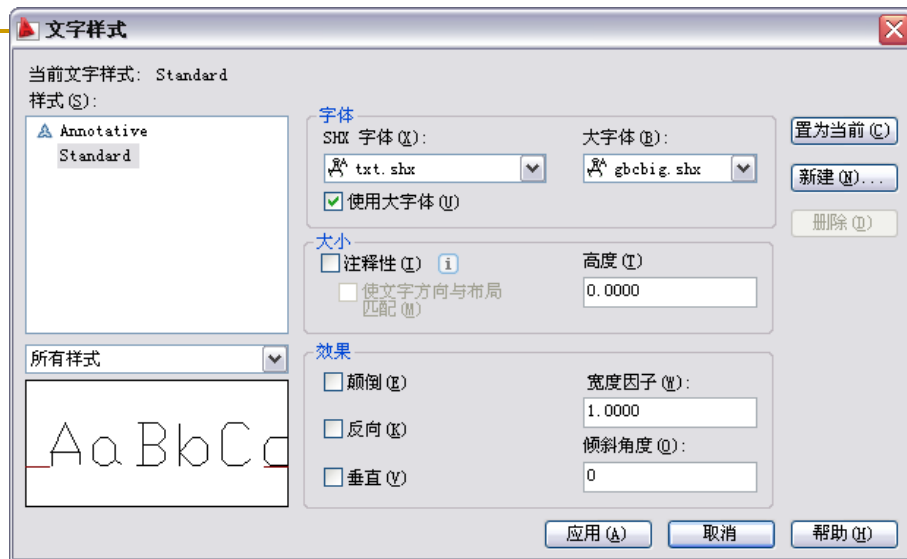 文字样式
当前文字样式: Standard
样式(S):
Annotative
Standard
所有样式
AaBbCc
字体
SHX 字体(X):
txt.shx
大字体(B):
gbcbig.shx
使用大字体(U)
大小
注释性(I)
使文字方向与布局
匹配(M)
高度(T)
0.0000
效果
颠倒(E)
反向(K)
垂直(V)
宽度因子(W):
1.0000
倾斜角度(O):
0
置为当前(C)
新建(N)...
删除(D)
应用(A)
取消
帮助(H)